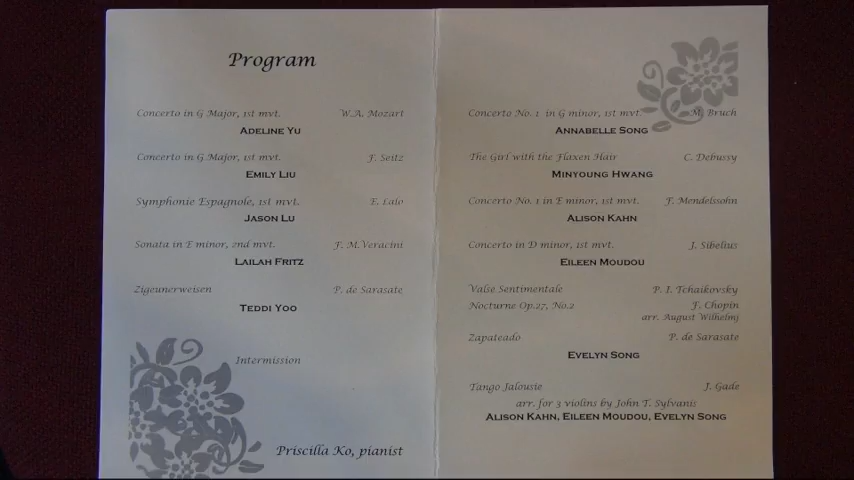 Program
Concerto in G Major, 1st mvt. W.A. Mozart
ADELINE YU
Concerto in G Major, 1st mvt. F. Seitz
EMILY LIU
Symphonie Espagnole, 1st mvt. E. Lalo
JASON LU
Sonata in E minor, 2nd mvt. F. M. Veracini
LAILAH FRITZ
Zigeunerweisen P. de Sarasate
TEDDI YOO
Intermission
Priscilla Ko, pianist
Concerto No. 1 in G minor, 1st mvt. M. Bruch
ANNABELLE SONG
The Girl with the Flaxen Hair C. Debussy
MINYOUNG HWANG
Concerto No. 1 in E minor, 1st mvt. F. Mendelssohn
ALISON KAHN
Concerto in D minor, 1st mvt. J. Sibelius
EILEEN MOUDOU
Valse Sentimentale P. I. Tchaikovsky
Nocturne Op.27, No.2 F. Chopin
arr. August Wilhelmj
Zapateado P. de Sarasate
EVELYN SONG
Tango Jalousie J. Gade
arr. for 3 violins by John T. Sylvanis
ALISON KAHN, EILEEN MOUDOU, EVELYN SONG